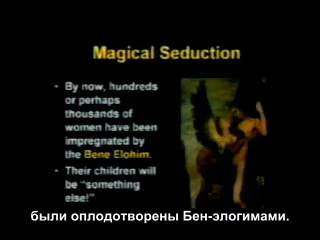 Magical Seduction
• By now, hundreds
or perhaps
thousands of
women have been
impregnated by
the Bene Elohim.
• Their children will
be "something
else!"
были оплодотворены Бен-элогимами.